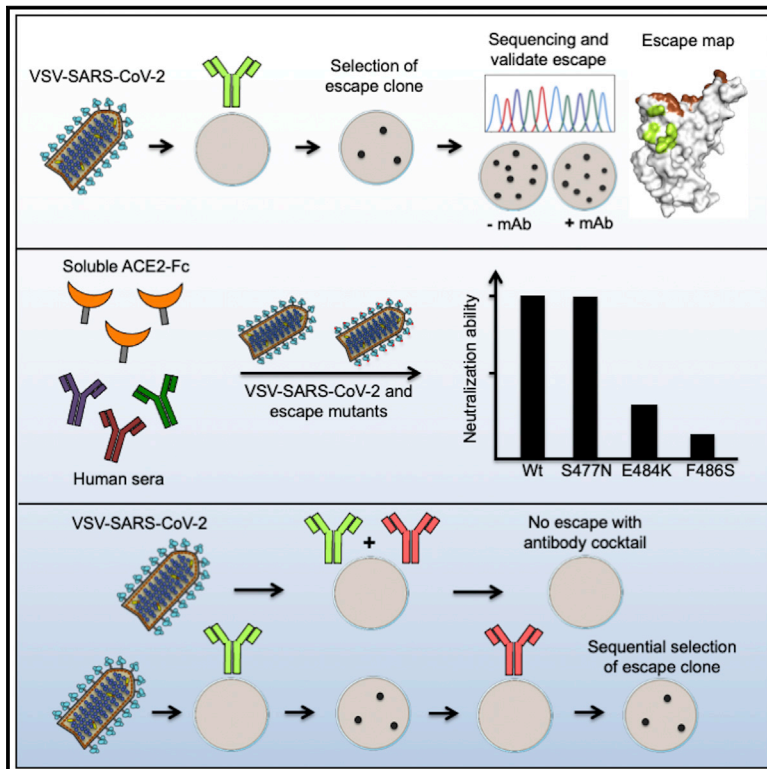 VSV-SARS-CoV-2
Selection of
escape clone
Sequencing and
validate escape
Escape map
- mAb
+ mAb
Soluble ACE2-Fc
Human sera
VSV-SARS-CoV-2 and
escape mutants
Neutralization ability
Wt
S477N
E484K
F486S
VSV-SARS-CoV-2
+
No escape with
antibody cocktail
Sequential selection
of escape clone